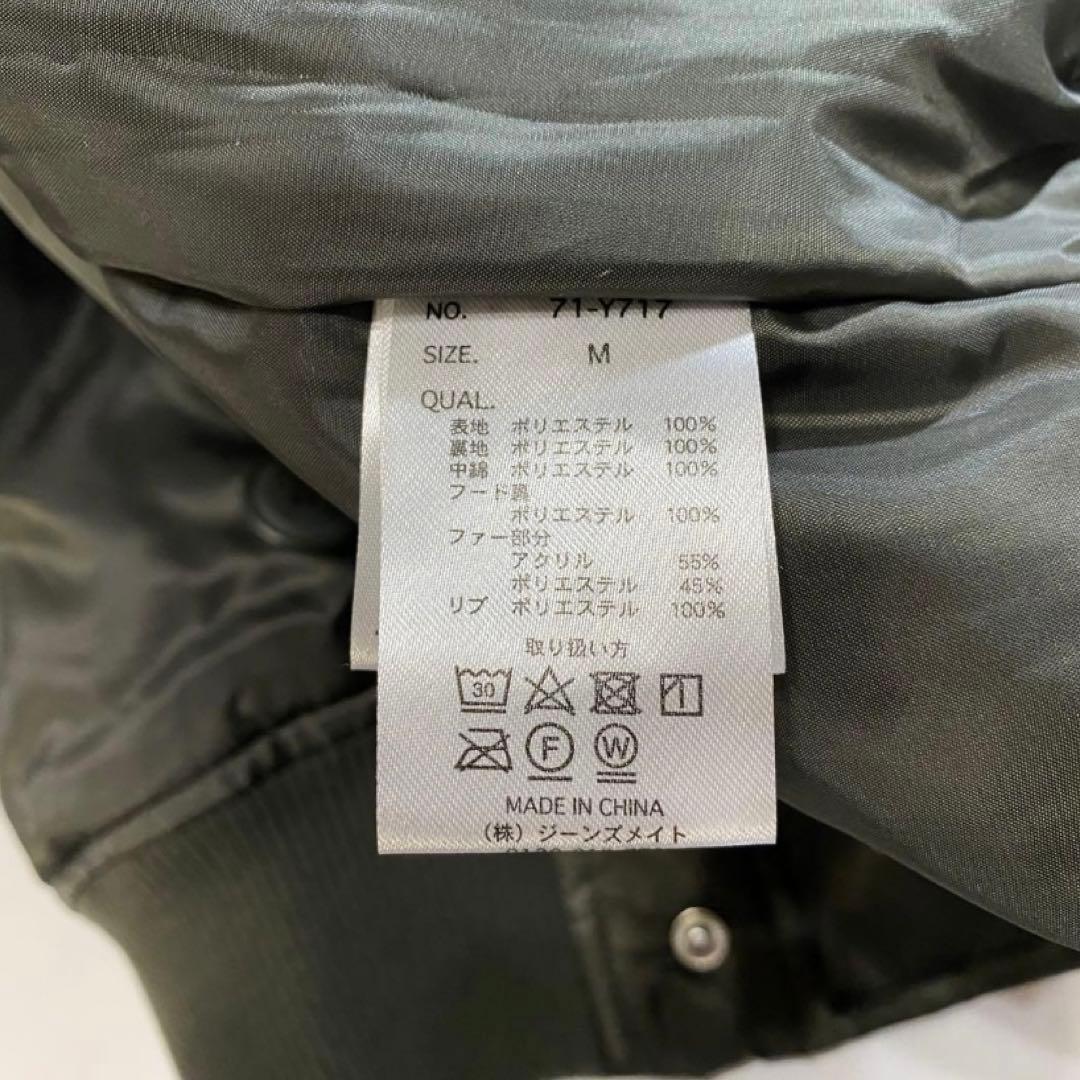 NO. 71-Y717
SIZE. M
QUAL.
表地 ポリエステル 100%
裏地 ポリエステル 100%
中綿 ポリエステル 100%
フード裏
ポリエステル 100%
ファー部分
アクリル 55%
ポリエステル 45%
リブ ポリエステル 100%
取り扱い方
30
F W
MADE IN CHINA
(株)ジーンズメイト